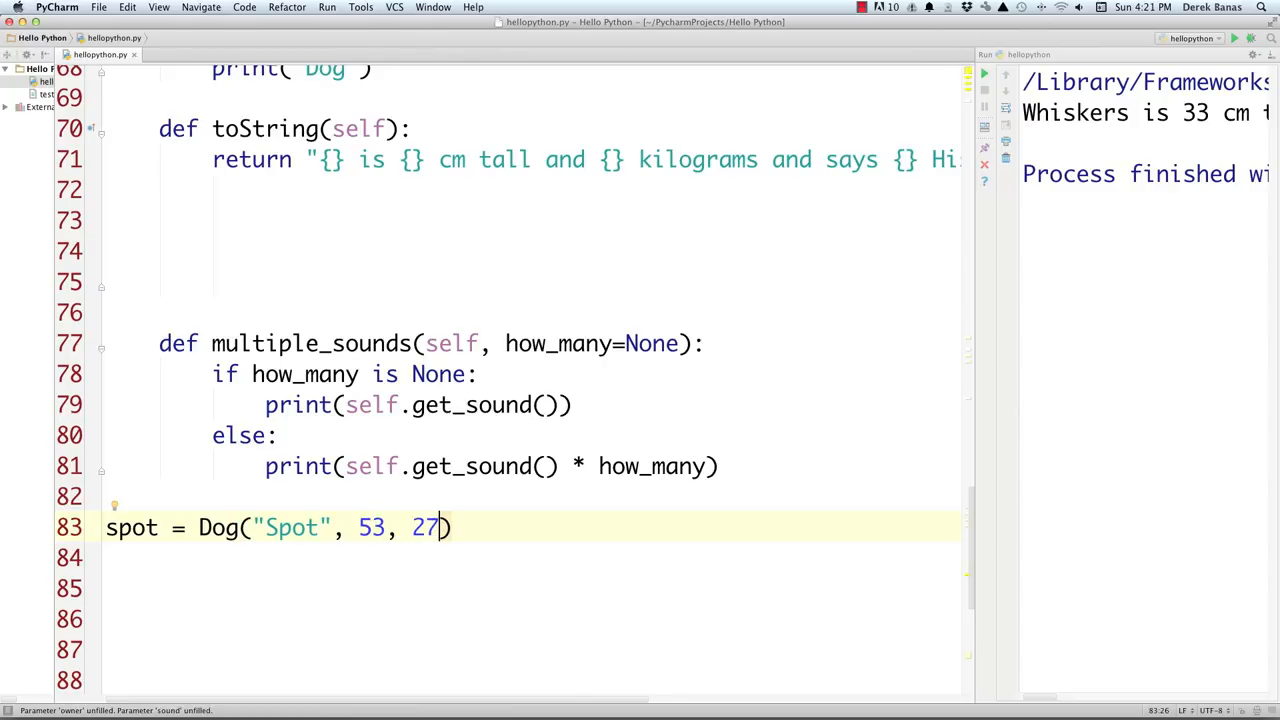 PyCharm File Edit View Navigate Code Refactor Run Tools VCS Window Help 10 Sun 4:21 PM Derek Banas
hellopython.py – Hello Python – [~/PycharmProjects/Hello Python]
Hello Python hellopython.py hellopython
hellopython.py Run hellopython
Hello P
hell
test
Extern
68 print("Dog")
69
70 def toString(self):
71 return "{} is {} cm tall and {} kilograms and says {} Hi
72
73
74
75
76
77 def multiple_sounds(self, how_many=None):
78 if how_many is None:
79 print(self.get_sound())
80 else:
81 print(self.get_sound() * how_many)
82
83 spot = Dog("Spot", 53, 27)
84
85
86
87
88
/Library/Frameworks
Whiskers is 33 cm t
Process finished wi
Parameter 'owner' unfilled. Parameter 'sound' unfilled. 83:26 LF UTF-8